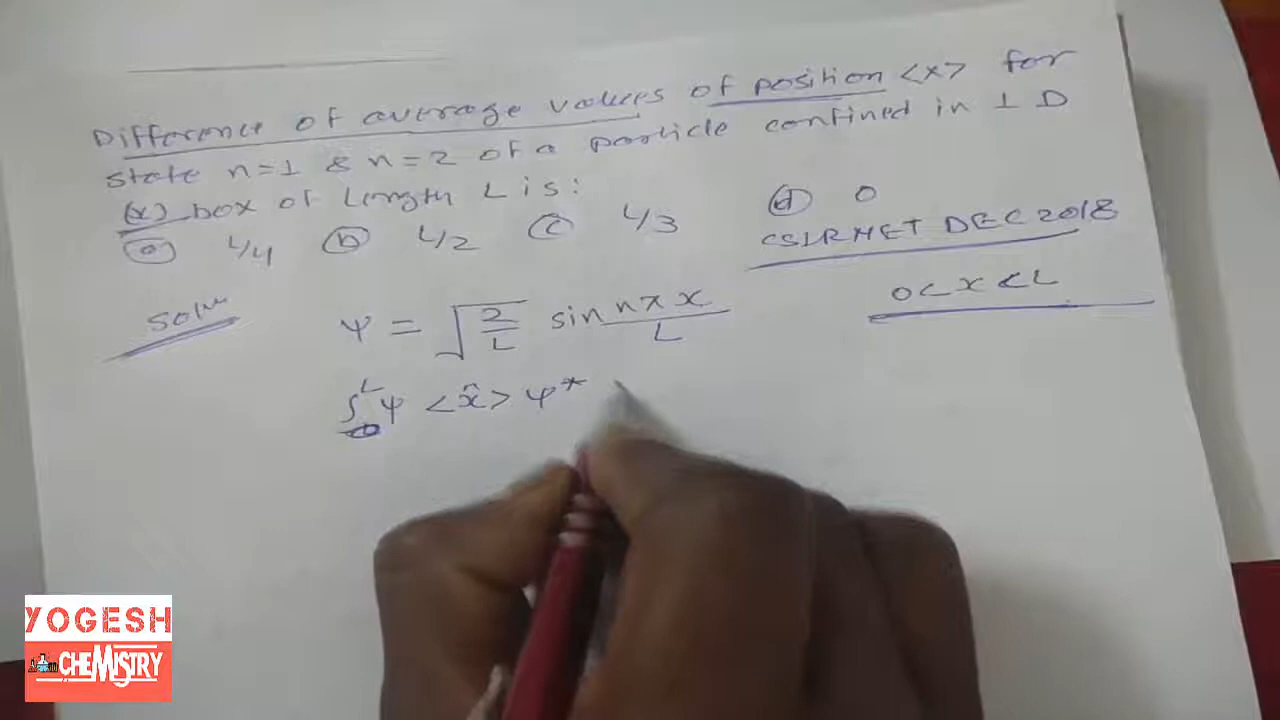 Difference of average values of position <x> for
state n=1 & n=2 of a particle confined in 1 D
(x) box of Length L is:
(a) L/4 (b) L/2 (c) L/3 (d) 0
CSIR NET DEC 2018
Soln ψ = √2/L sin nπx/L 0<x<L
∫₀ᴸ ψ <x̂> ψ*
YOGESH
CHEMISTRY